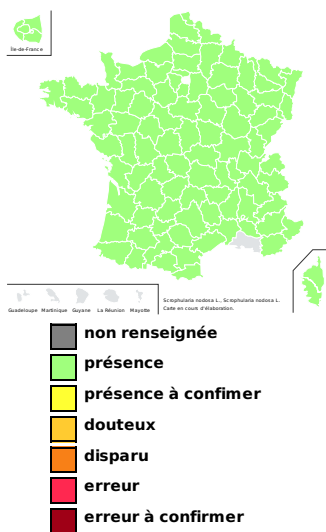 Île-de-France
Guadeloupe Martinique Guyane La Réunion Mayotte
Scrophularia nodosa L., Scrophularia nodosa L.
Carte en cours d'élaboration.
non renseignée
présence
présence à confimer
douteux
disparu
erreur
erreur à confirmer